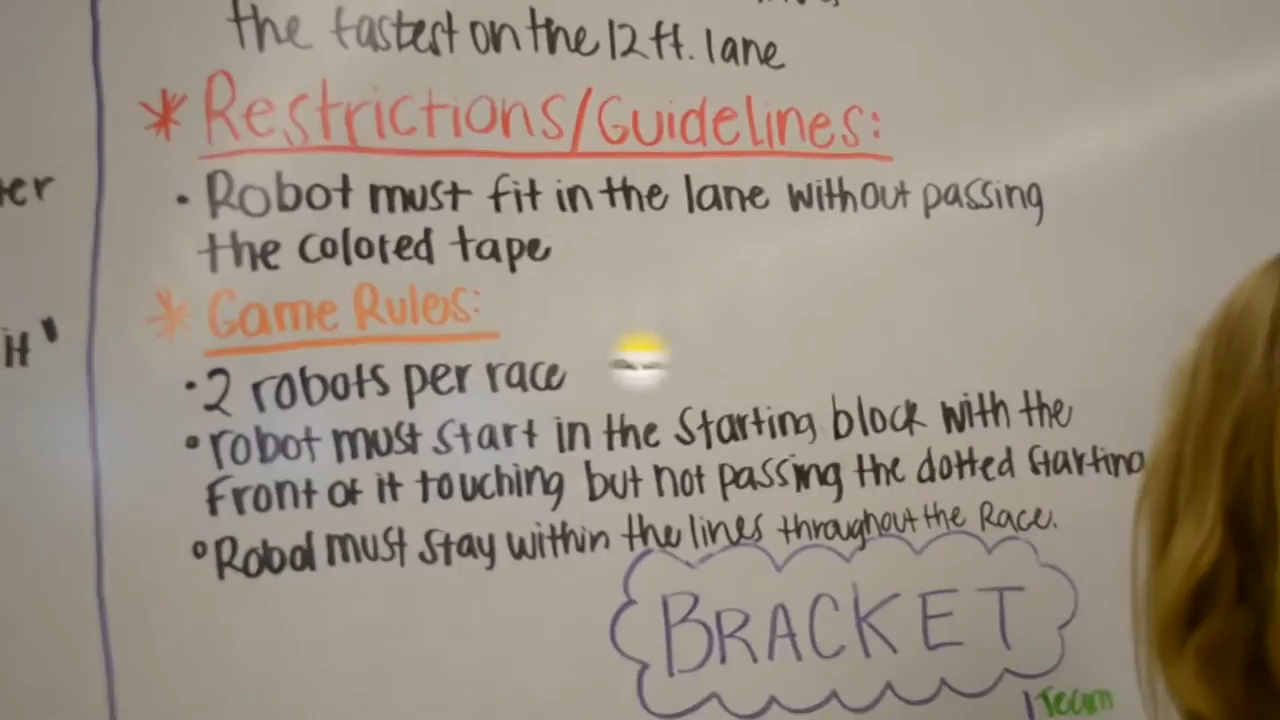 the fastest on the 12 ft. lane
* Restrictions/Guidelines:
• Robot must fit in the lane without passing
the colored tape
* Game Rules:
• 2 robots per race
• robot must start in the starting block with the
Front of it touching but not passing the dotted starting
• Robot must stay within the lines throughout the Race.
it"
BRACKET
Team